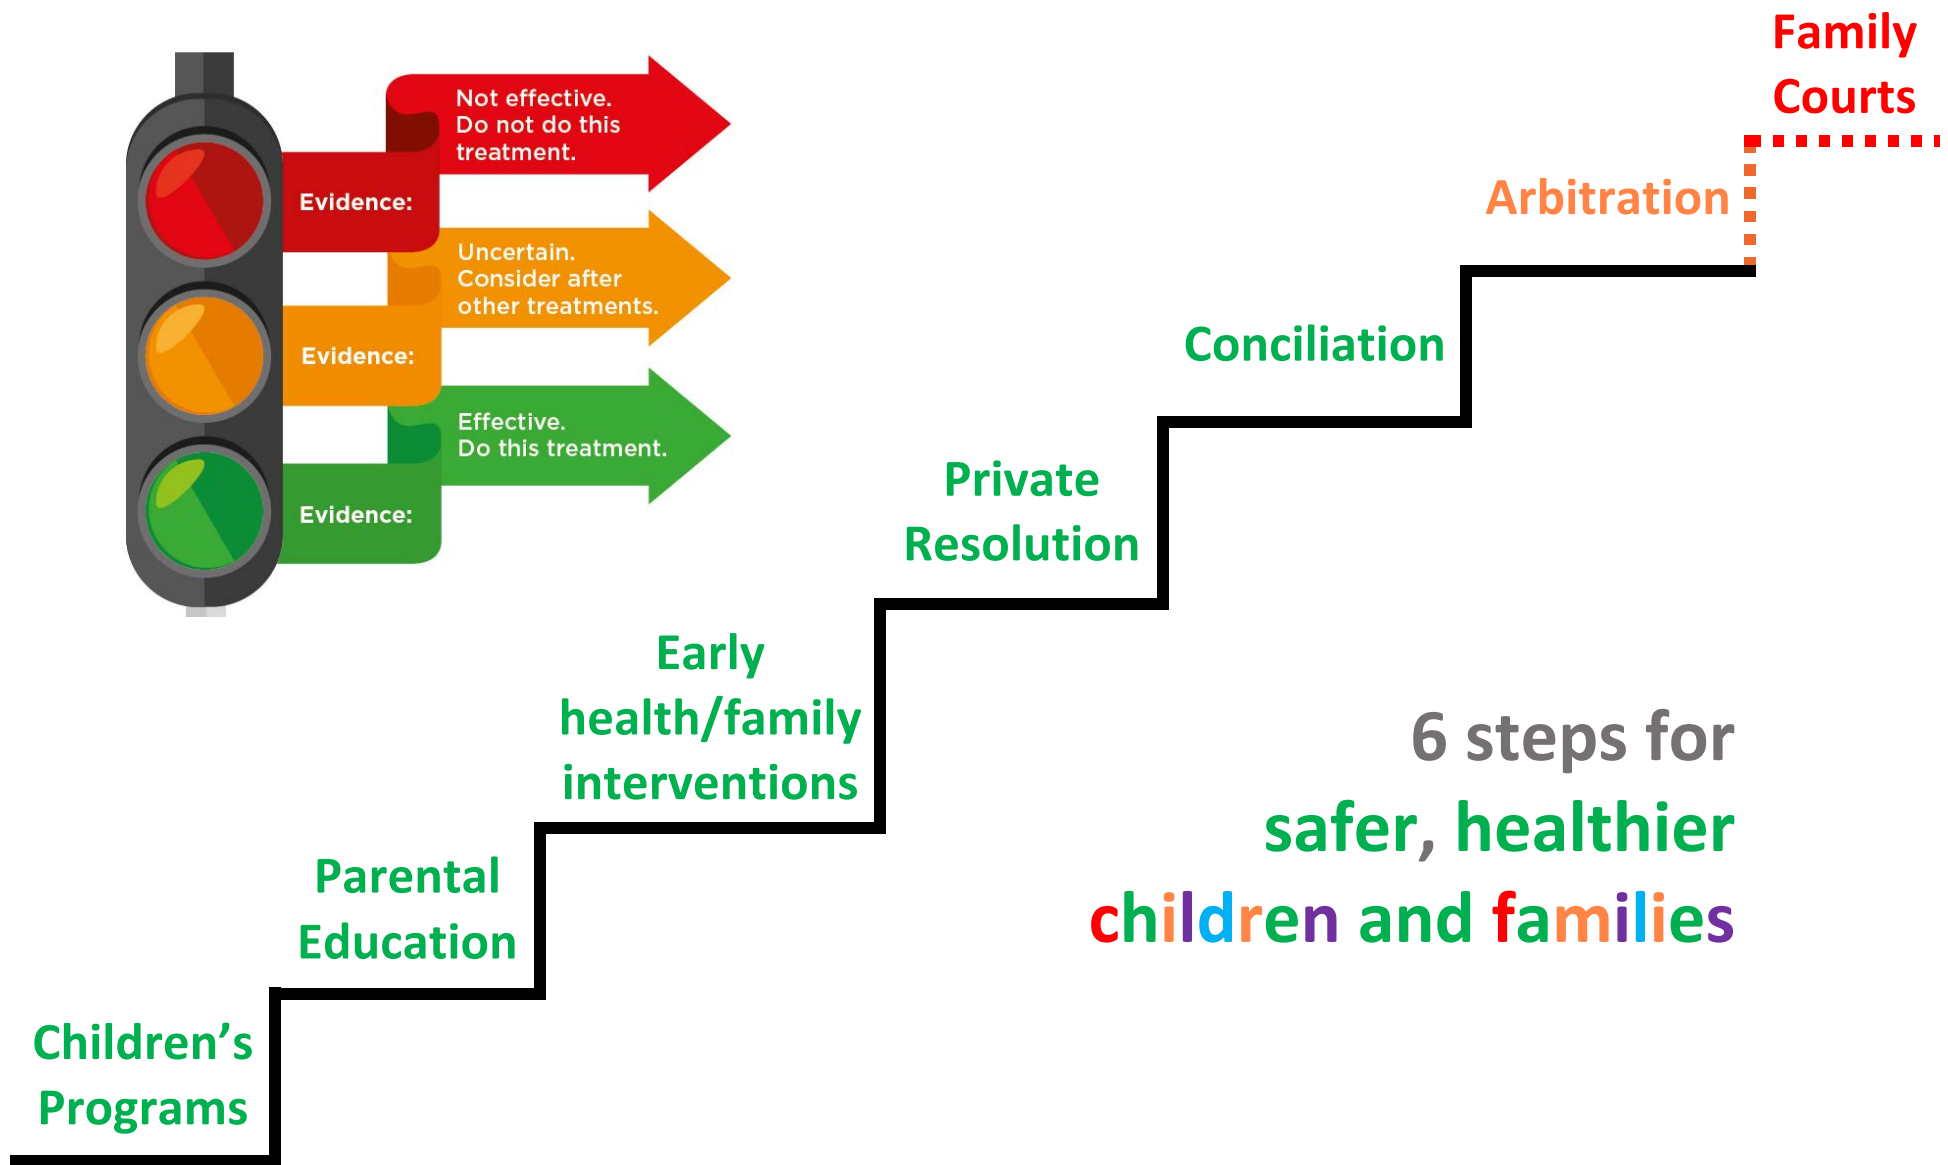 Family
Courts
Not effective.
Do not do this
treatment.
Evidence:
Arbitration
Uncertain.
Consider after
other treatments.
Evidence:
Conciliation
Effective.
Do this treatment.
Evidence:
Private
Resolution
Early
health/family
interventions
6 steps for
safer, healthier
children and families
Parental
Education
Children’s
Programs